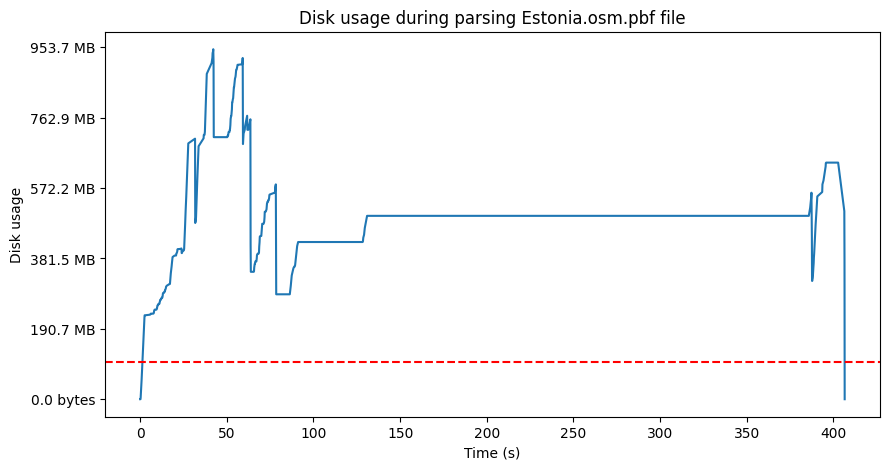 Disk usage during parsing Estonia.osm.pbf file
953.7 MB
762.9 MB
572.2 MB
381.5 MB
190.7 MB
0.0 bytes
Disk usage
0 50 100 150 200 250 300 350 400
Time (s)